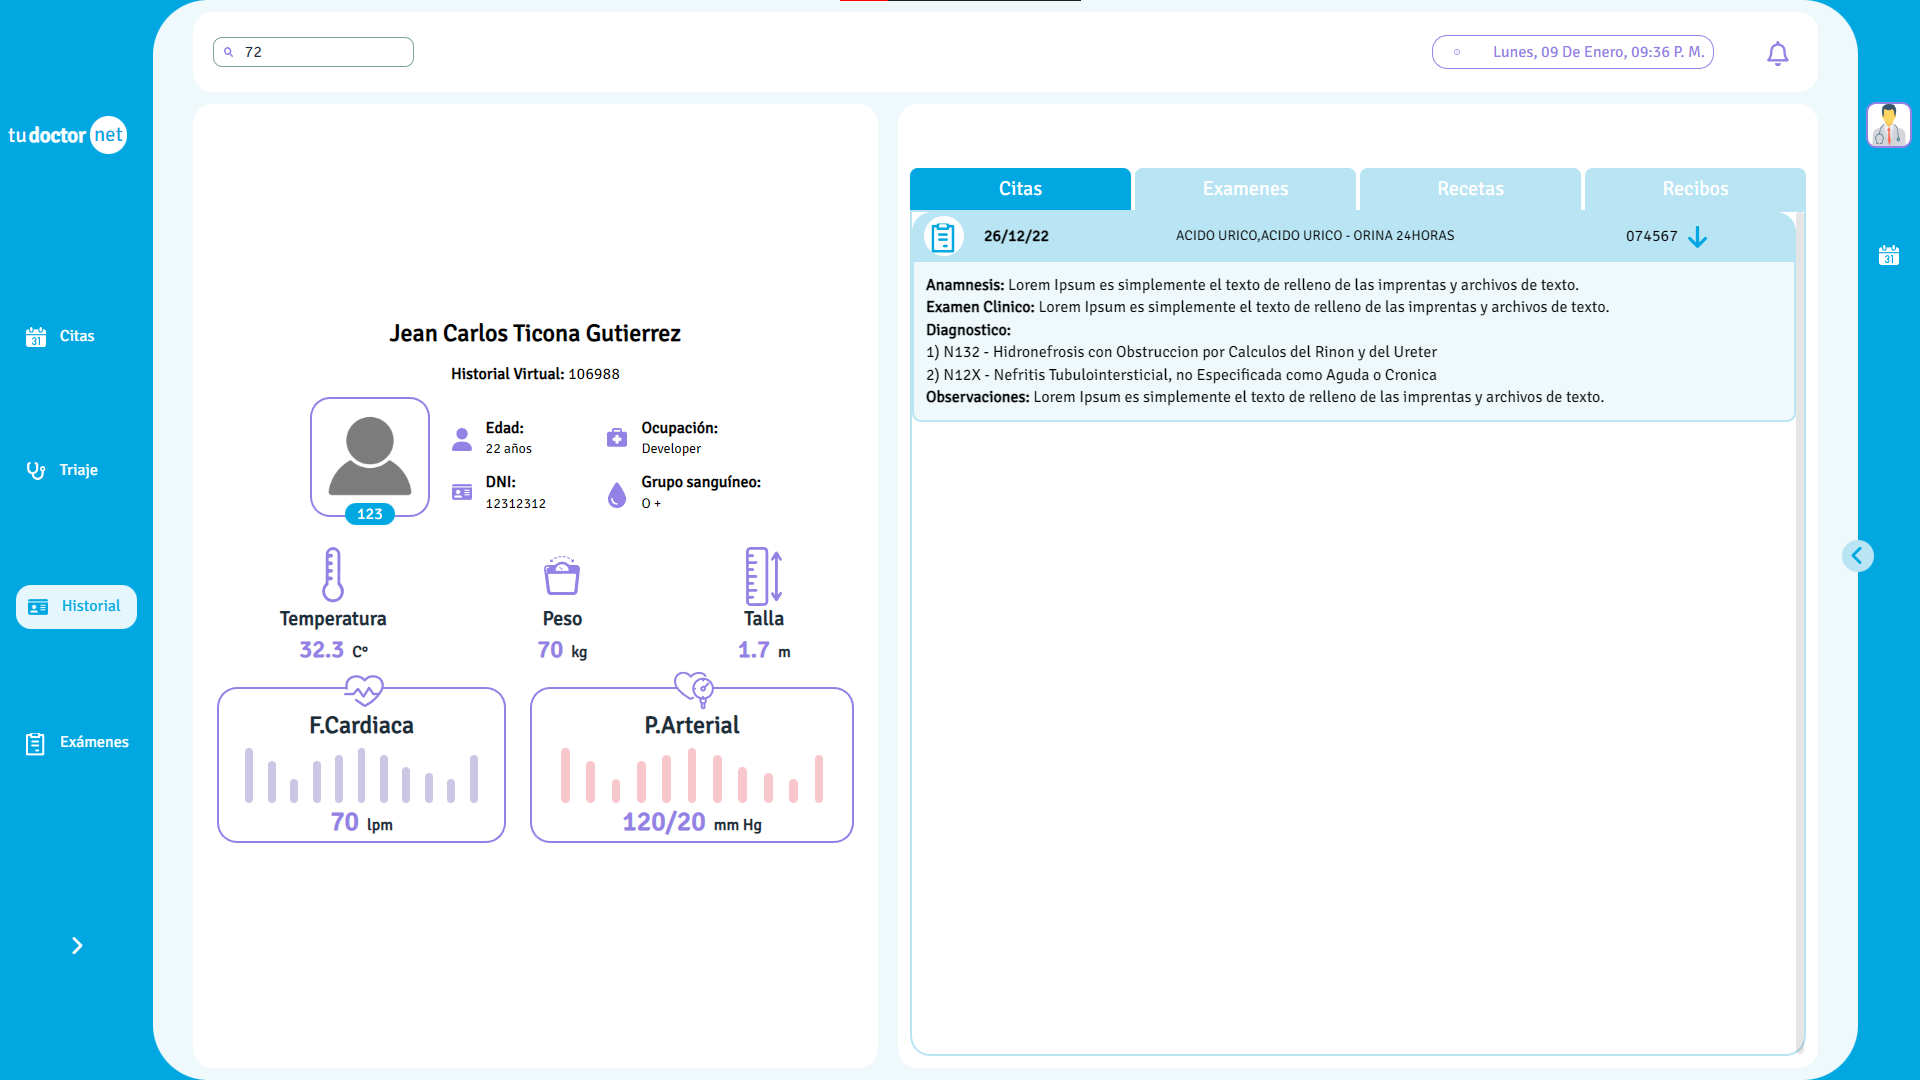 72
Lunes, 09 De Enero, 09:36 P. M.
tudoctor net
Citas
Triaje
Historial
Exámenes
Jean Carlos Ticona Gutierrez
Historial Virtual: 106988
123
Edad:
22 años
Ocupación:
Developer
DNI:
12312312
Grupo sanguíneo:
O +
Temperatura
32.3 Cº
Peso
70 kg
Talla
1.7 m
F.Cardiaca
70 lpm
P.Arterial
120/20 mm Hg
Citas
Examenes
Recetas
Recibos
26/12/22
ACIDO URICO,ACIDO URICO - ORINA 24HORAS
074567
Anamnesis: Lorem Ipsum es simplemente el texto de relleno de las imprentas y archivos de texto.
Examen Clinico: Lorem Ipsum es simplemente el texto de relleno de las imprentas y archivos de texto.
Diagnostico:
1) N132 - Hidronefrosis con Obstruccion por Calculos del Rinon y del Ureter
2) N12X - Nefritis Tubulointersticial, no Especificada como Aguda o Cronica
Observaciones: Lorem Ipsum es simplemente el texto de relleno de las imprentas y archivos de texto.
31
31